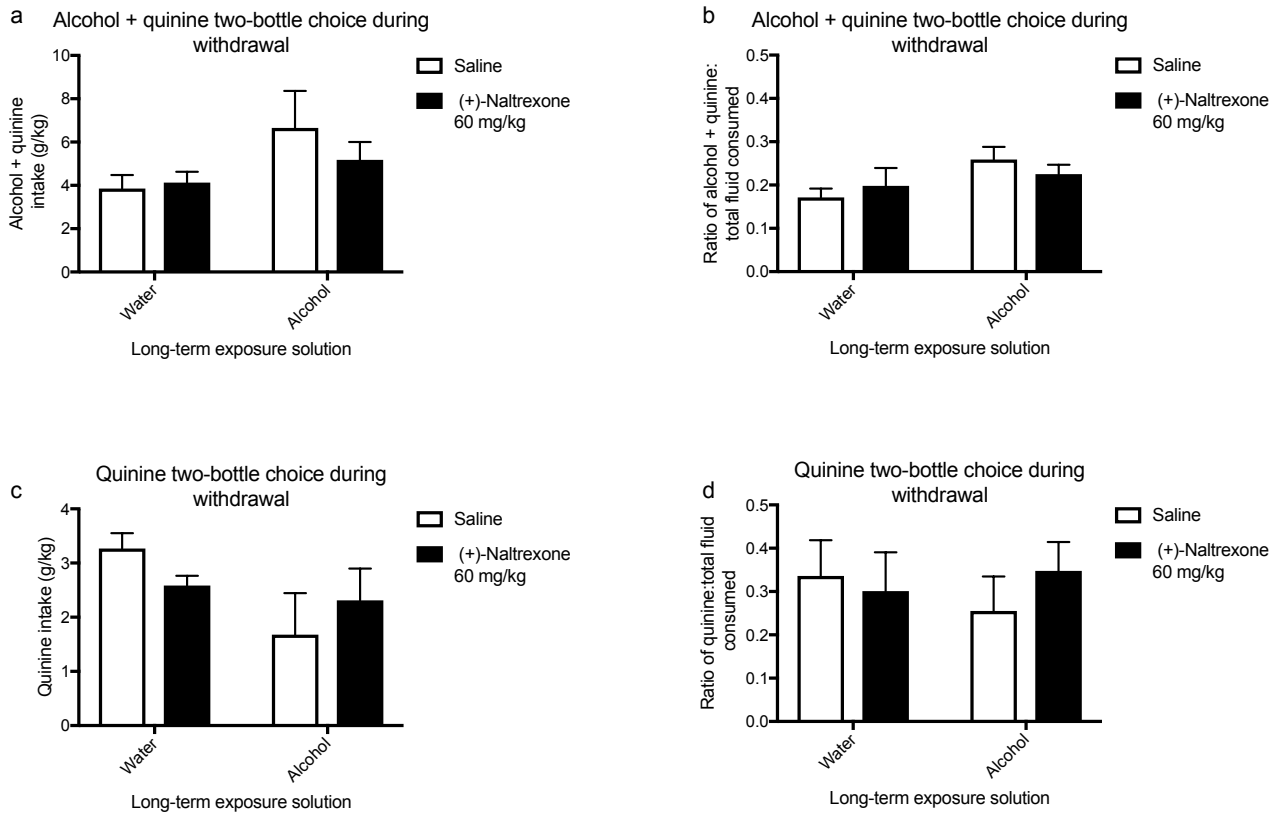 a
Alcohol + quinine two-bottle choice during
withdrawal
10
8
6
4
2
0
Alcohol + quinine
intake (g/kg)
Water
Alcohol
Long-term exposure solution
Saline
(+)-Naltrexone
60 mg/kg
b
Alcohol + quinine two-bottle choice during
withdrawal
0.5
0.4
0.3
0.2
0.1
0.0
Ratio of alcohol + quinine:
total fluid consumed
Water
Alcohol
Long-term exposure solution
Saline
(+)-Naltrexone
60 mg/kg
c
Quinine two-bottle choice during
withdrawal
4
3
2
1
0
Quinine intake (g/kg)
Water
Alcohol
Long-term exposure solution
Saline
(+)-Naltrexone
60 mg/kg
d
Quinine two-bottle choice during
withdrawal
0.5
0.4
0.3
0.2
0.1
0.0
Ratio of quinine:total fluid
consumed
Water
Alcohol
Long-term exposure solution
Saline
(+)-Naltrexone
60 mg/kg